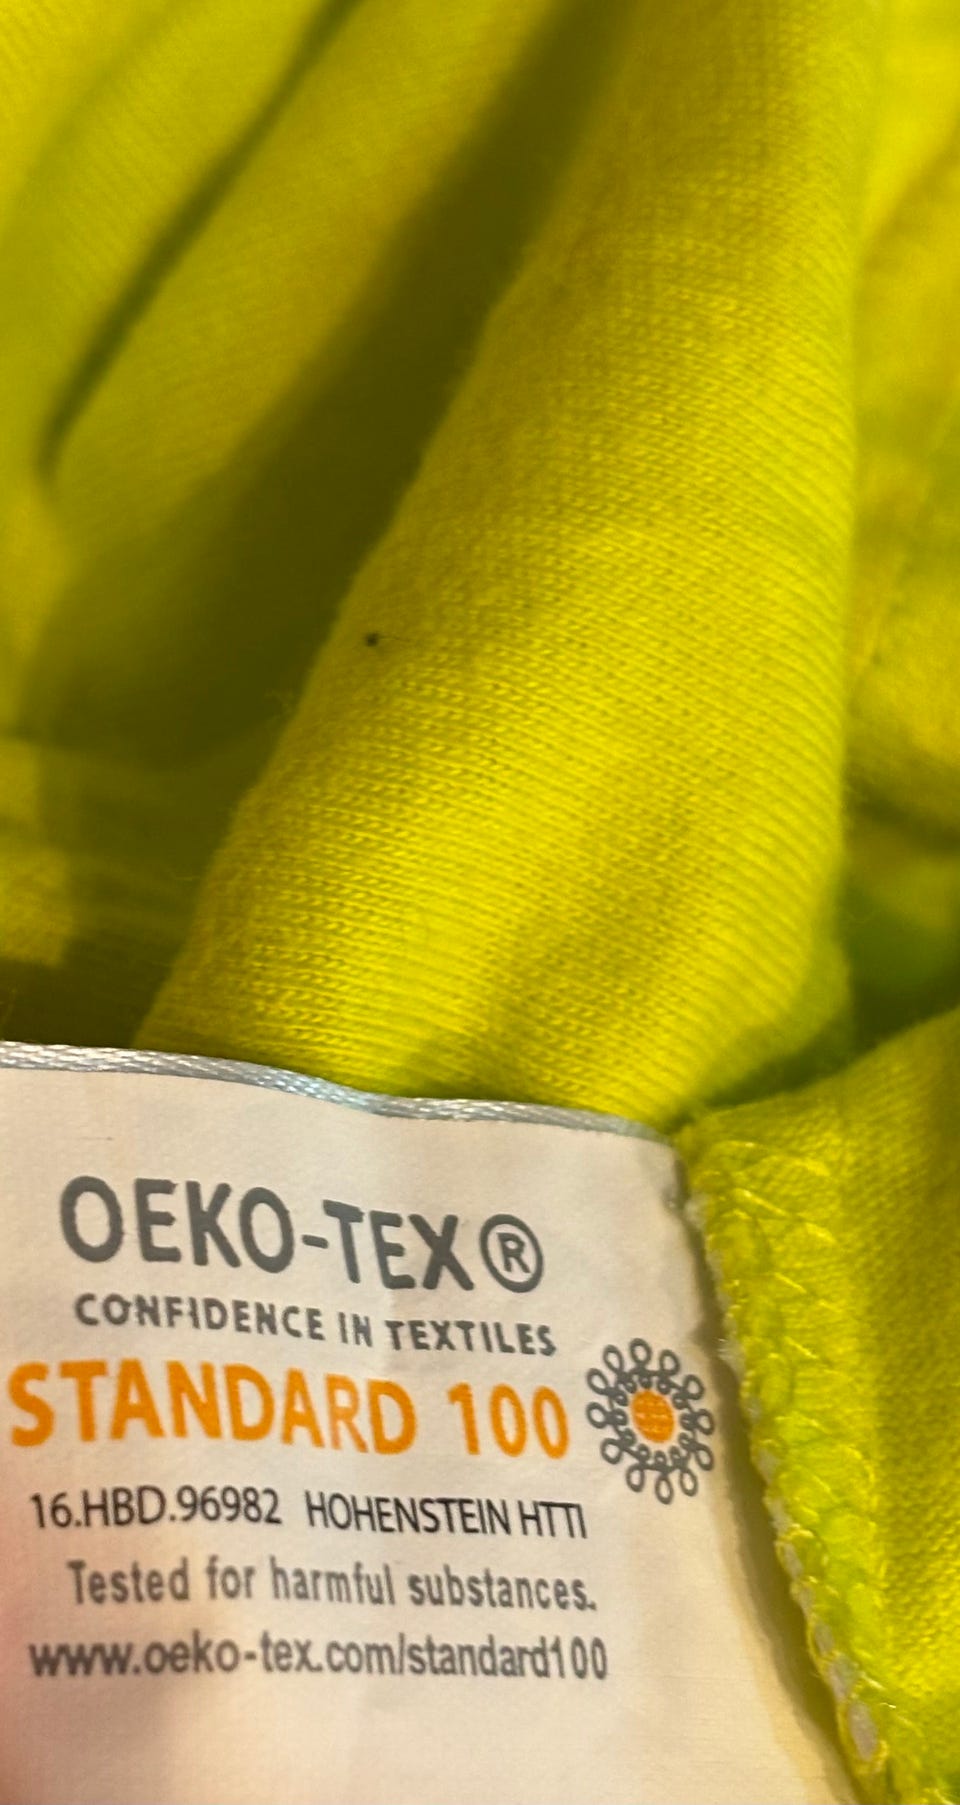 OEKO-TEX®
CONFIDENCE IN TEXTILES
STANDARD 100
16.HBD.96982 HOHENSTEIN HTTI
Tested for harmful substances.
www.oeko-tex.com/standard100